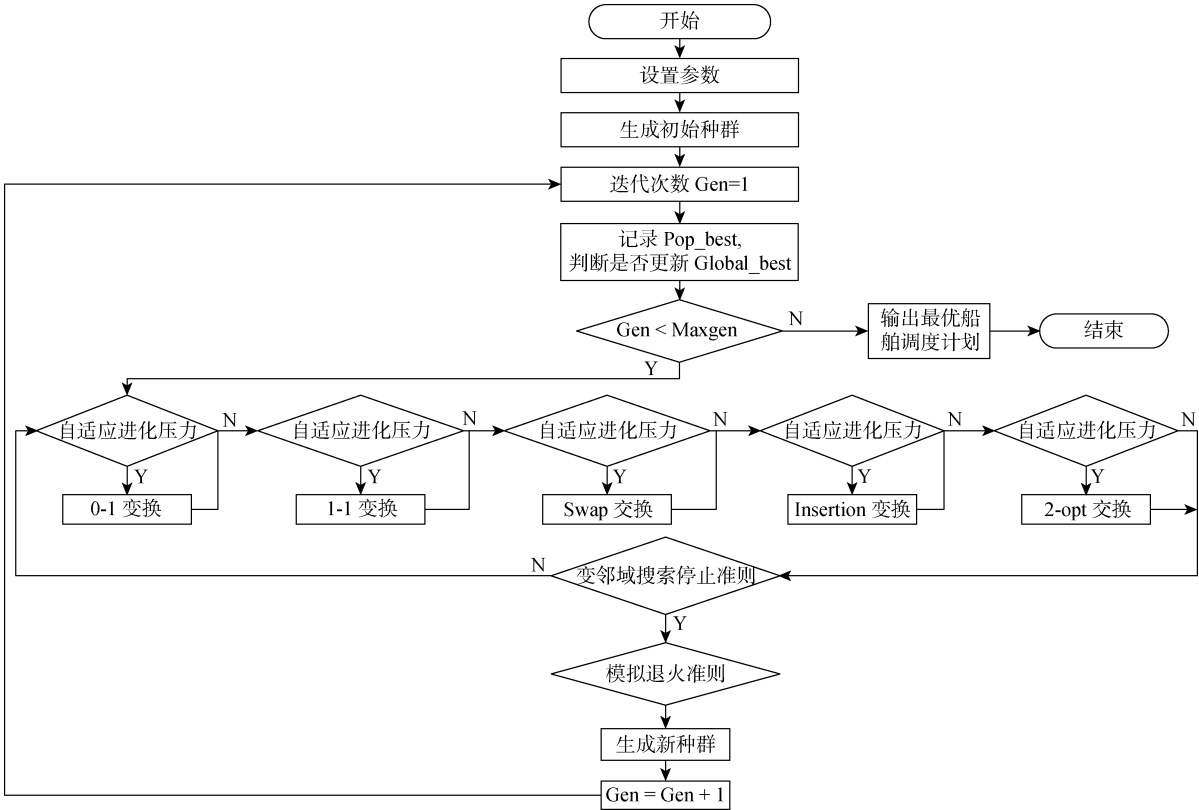 开始
设置参数
生成初始种群
迭代次数 Gen=1
记录 Pop_best,
判断是否更新 Global_best
Gen < Maxgen
N
输出最优船
舶调度计划
结束
Y
自适应进化压力
N
自适应进化压力
N
自适应进化压力
N
自适应进化压力
N
自适应进化压力
N
Y
Y
Y
Y
Y
0-1 变换
1-1 变换
Swap 交换
Insertion 变换
2-opt 交换
N
变邻域搜索停止准则
Y
模拟退火准则
生成新种群
Gen = Gen + 1